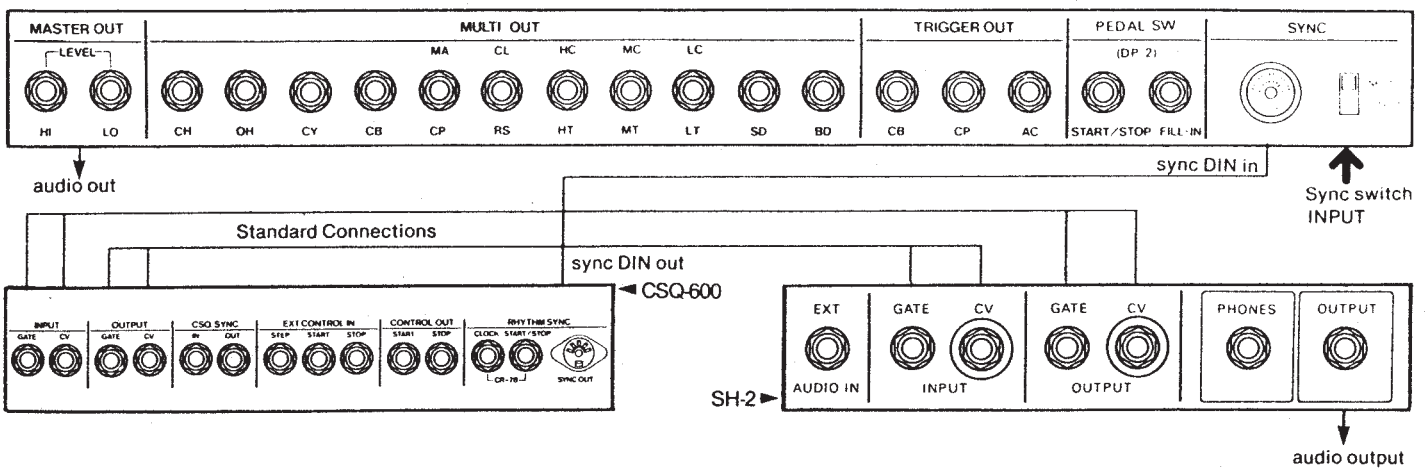 MASTER OUT MULTI OUT TRIGGER OUT PEDAL SW SYNC
LEVEL MA CL HC MC LC (DP 2)
HI LO CH OH CY CB CP RS HT MT LT SD BD CB CP AC START/STOP FILL-IN
audio out
sync DIN in
Sync switch
INPUT
Standard Connections
sync DIN out
CSQ-600
INPUT OUTPUT CSQ SYNC EXT CONTROL IN CONTROL OUT RHYTHM SYNC
GATE CV GATE CV IN OUT STEP START STOP START STOP CLOCK START/STOP
CR-78 SYNC OUT
EXT GATE CV GATE CV PHONES OUTPUT
AUDIO IN INPUT OUTPUT
SH-2
audio output